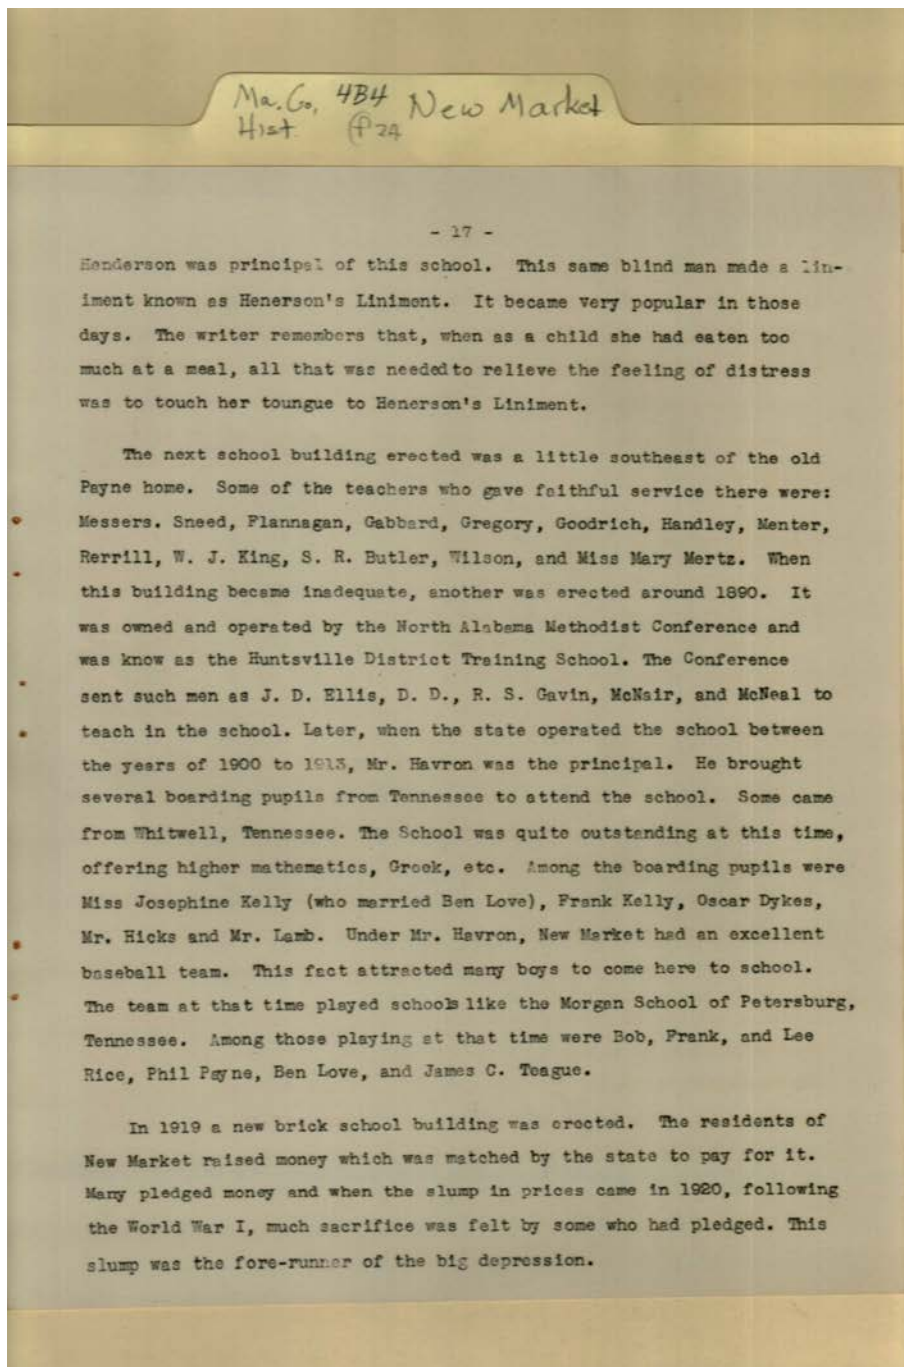 Ma. Co. 4B4 New Market
Hist f24
- 17 -
Henderson was principal of this school. This same blind man made a lin-
iment known as Henerson's Liniment. It became very popular in those
days. The writer remembers that, when as a child she had eaten too
much at a meal, all that was needed to relieve the feeling of distress
was to touch her toungue to Henerson's Liniment.
The next school building erected was a little southeast of the old
Payne home. Some of the teachers who gave faithful service there were:
Messers. Sneed, Flannagan, Gabbard, Gregory, Goodrich, Handley, Menter,
Rerrill, W. J. King, S. R. Butler, Wilson, and Miss Mary Mertz. When
this building became inadequate, another was erected around 1890. It
was owned and operated by the North Alabama Methodist Conference and
was know as the Huntsville District Training School. The Conference
sent such men as J. D. Ellis, D. D., R. S. Gavin, McNair, and McNeal to
teach in the school. Later, when the state operated the school between
the years of 1900 to 1913, Mr. Havron was the principal. He brought
several boarding pupils from Tennessee to attend the school. Some came
from Whitwell, Tennessee. The School was quite outstanding at this time,
offering higher mathematics, Greek, etc. Among the boarding pupils were
Miss Josephine Kelly (who married Ben Love), Frank Kelly, Oscar Dykes,
Mr. Hicks and Mr. Lamb. Under Mr. Havron, New Market had an excellent
baseball team. This fact attracted many boys to come here to school.
The team at that time played schools like the Morgan School of Petersburg,
Tennessee. Among those playing at that time were Bob, Frank, and Lee
Rice, Phil Payne, Ben Love, and James C. Teague.
In 1919 a new brick school building was erected. The residents of
New Market raised money which was matched by the state to pay for it.
Many pledged money and when the slump in prices came in 1920, following
the World War I, much sacrifice was felt by some who had pledged. This
slump was the fore-runner of the big depression.